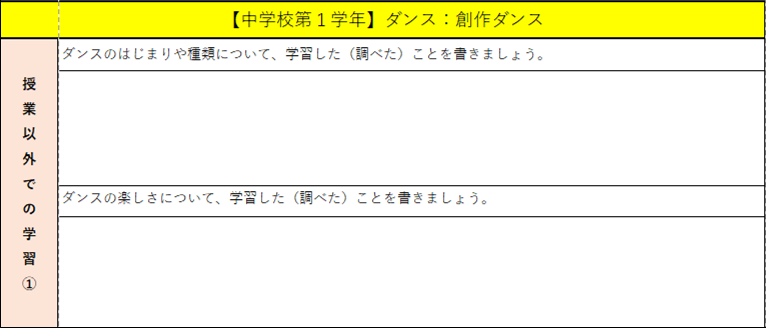 【中学校第１学年】ダンス：創作ダンス
授業以外での学習①
ダンスのはじまりや種類について、学習した（調べた）ことを書きましょう。
ダンスの楽しさについて、学習した（調べた）ことを書きましょう。